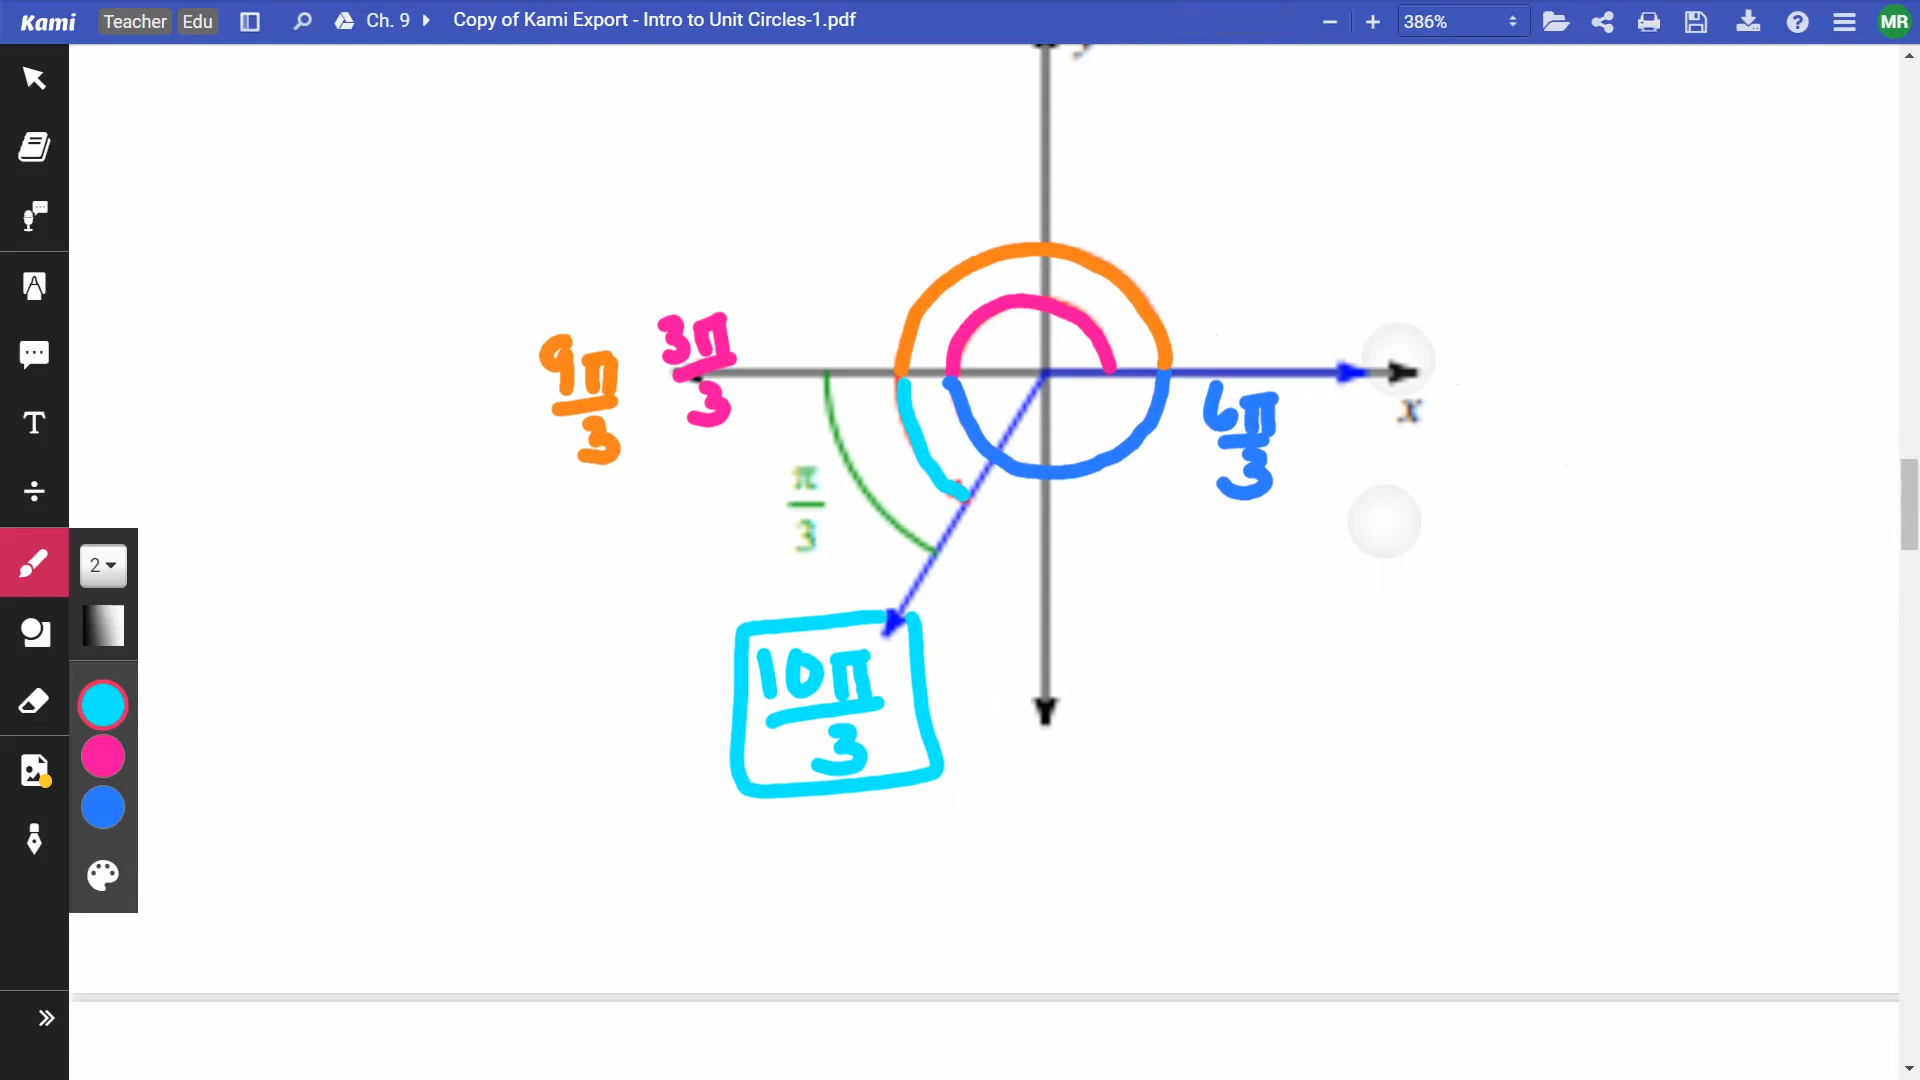 Kami Teacher Edu Ch. 9 Copy of Kami Export - Intro to Unit Circles-1.pdf 386% MR
y
9π/3 3π/3
6π/3 x
π/3
10π/3
T
2